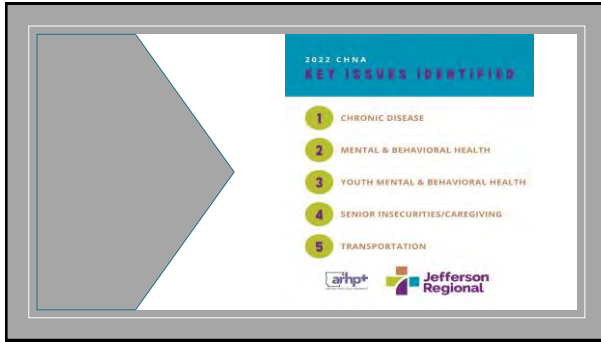 2022 CHNA
KEY ISSUES IDENTIFIED
1 CHRONIC DISEASE
2 MENTAL & BEHAVIORAL HEALTH
3 YOUTH MENTAL & BEHAVIORAL HEALTH
4 SENIOR INSECURITIES/CAREGIVING
5 TRANSPORTATION
arhp+
Jefferson
Regional